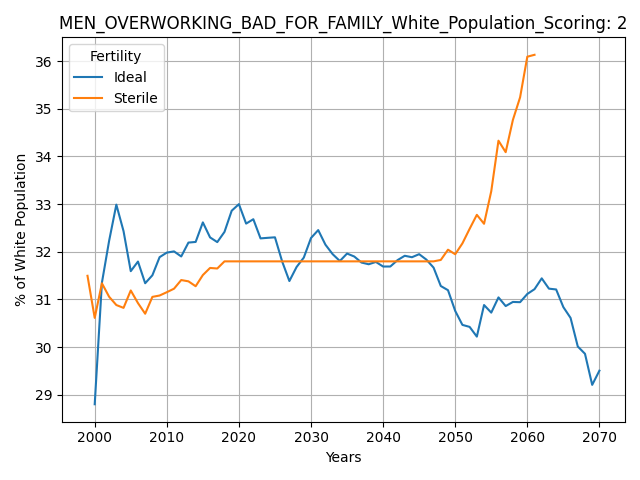 MEN_OVERWORKING_BAD_FOR_FAMILY_White_Population_Scoring: 2
Fertility
Ideal
Sterile
% of White Population
36
35
34
33
32
31
30
29
2000 2010 2020 2030 2040 2050 2060 2070
Years